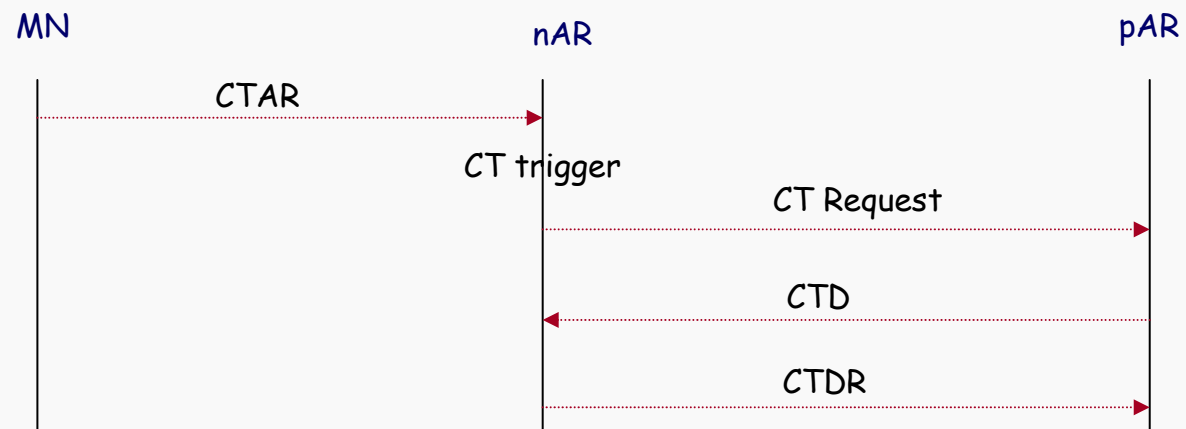 MN
nAR
pAR
CTAR
CT trigger
CT Request
CTD
CTDR